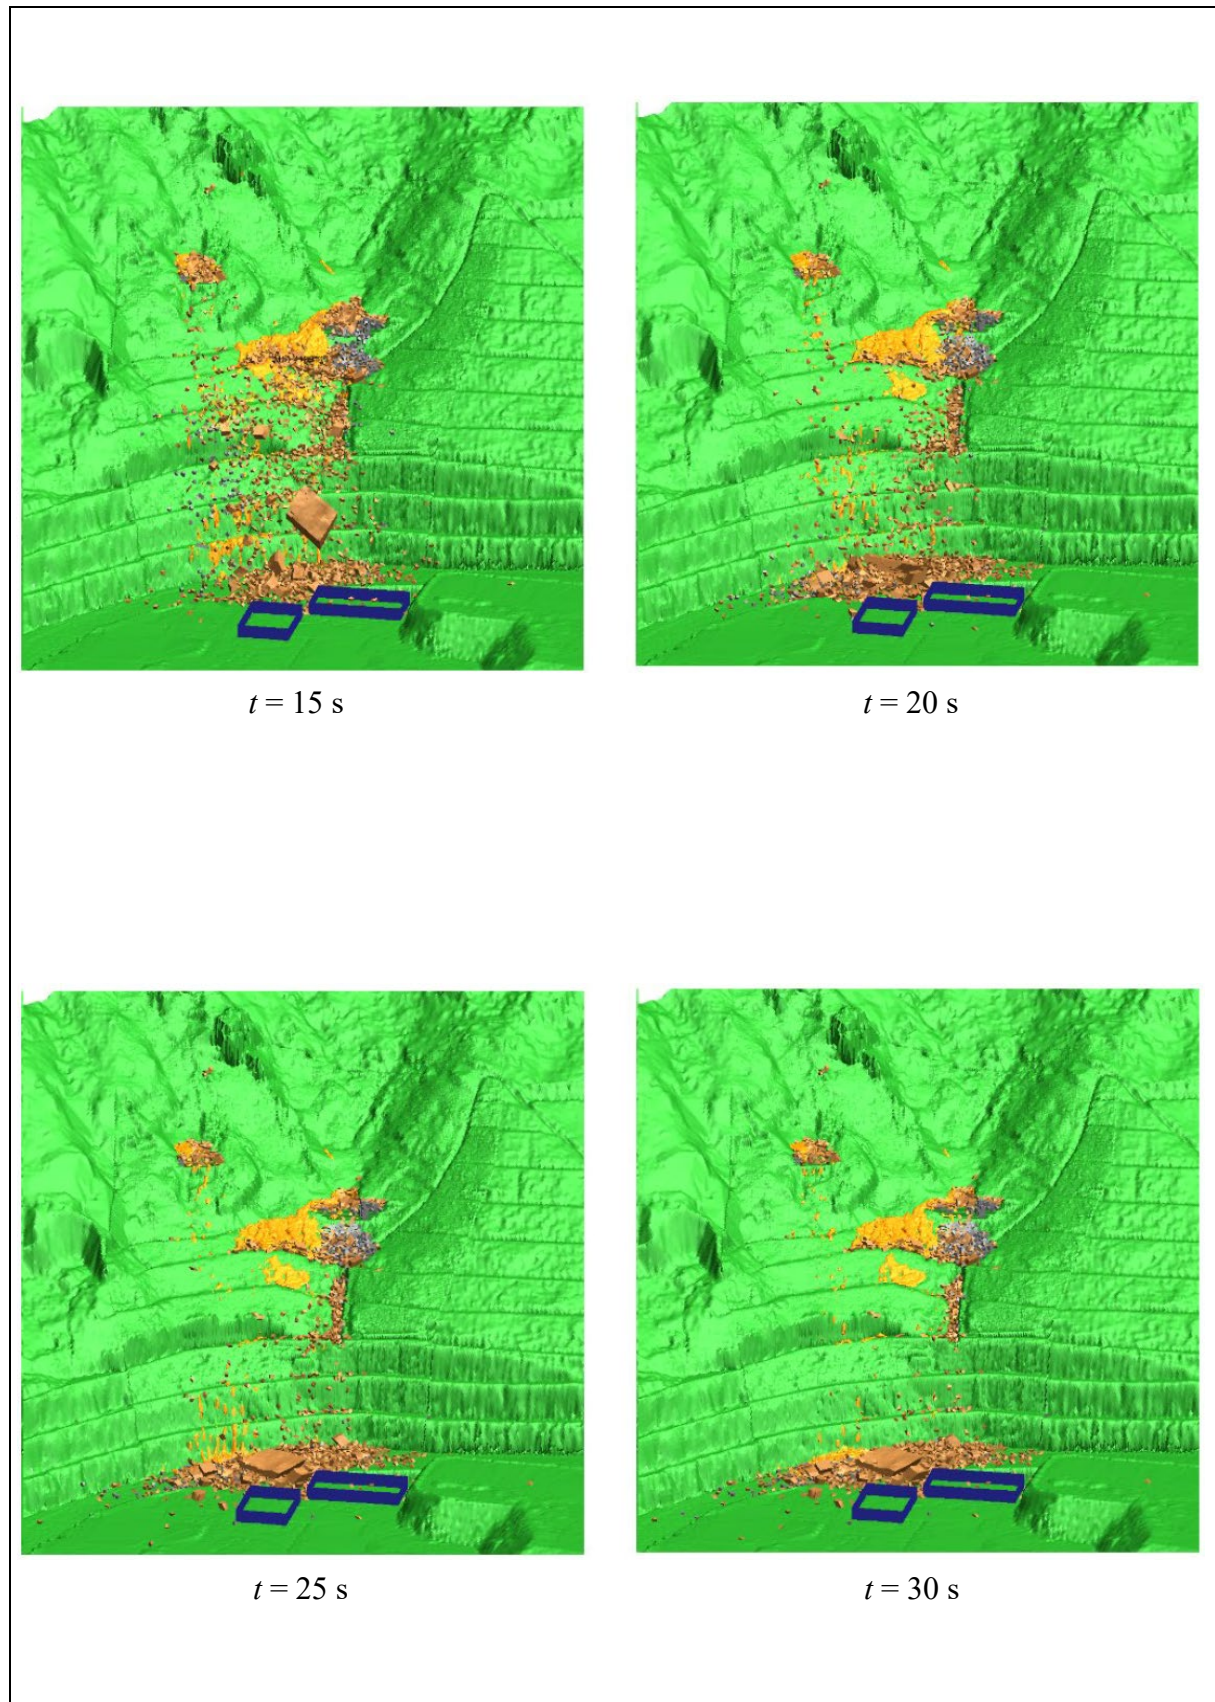 t = 15 s
t = 20 s
t = 25 s
t = 30 s